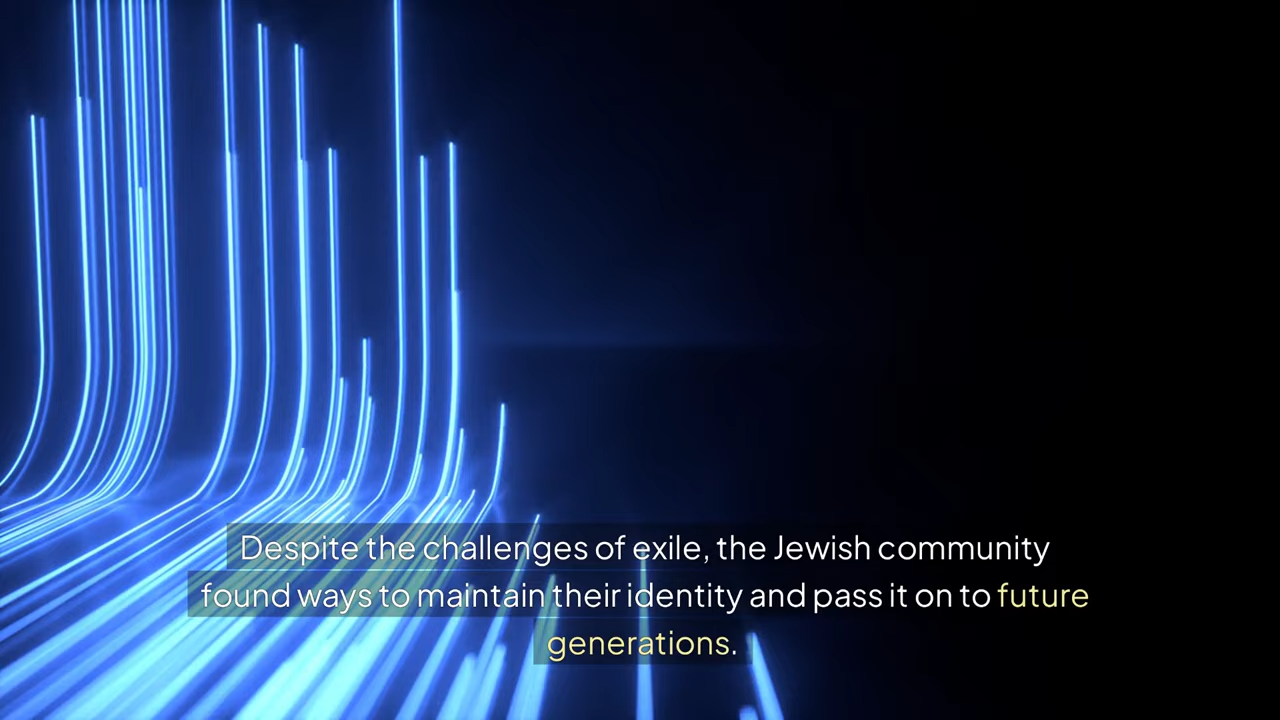 Despite the challenges of exile, the Jewish community
found ways to maintain their identity and pass it on to future
generations.